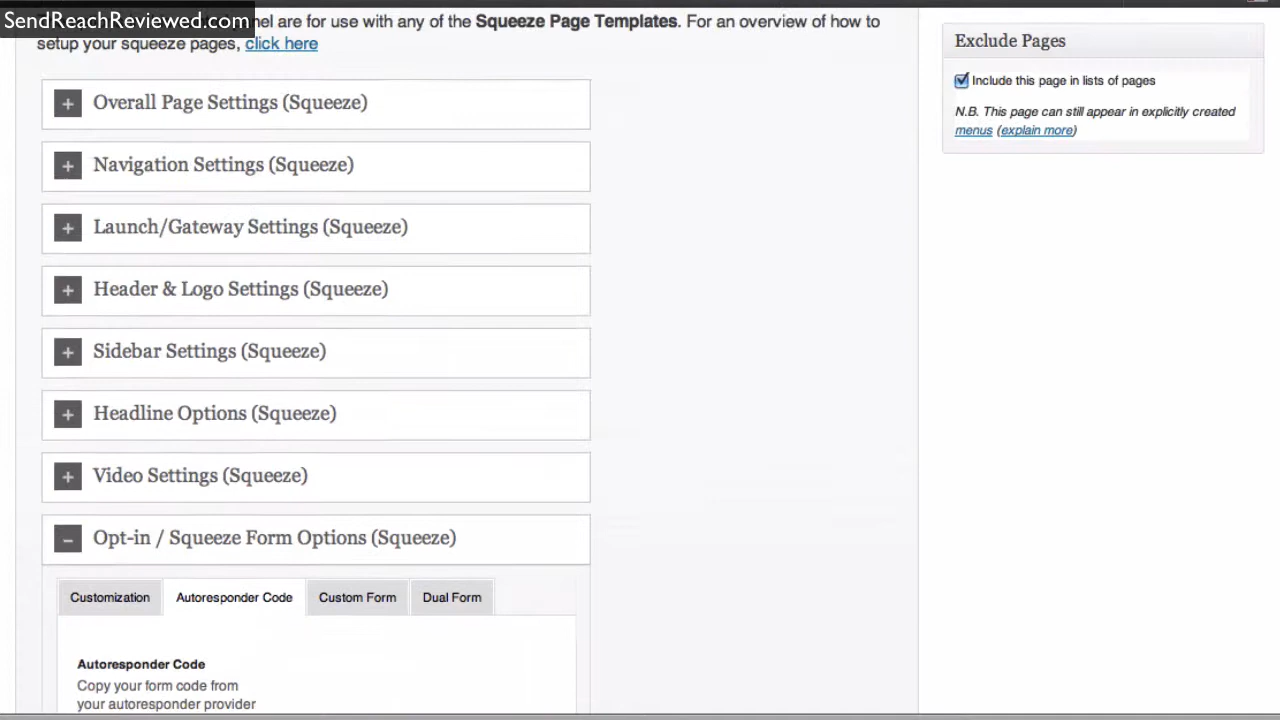 SendReachReviewed.com
nel are for use with any of the Squeeze Page Templates. For an overview of how to
setup your squeeze pages, click here
Overall Page Settings (Squeeze)
Navigation Settings (Squeeze)
Launch/Gateway Settings (Squeeze)
Header & Logo Settings (Squeeze)
Sidebar Settings (Squeeze)
Headline Options (Squeeze)
Video Settings (Squeeze)
Opt-in / Squeeze Form Options (Squeeze)
Customization Autoresponder Code Custom Form Dual Form
Autoresponder Code
Copy your form code from
your autoresponder provider
Exclude Pages
Include this page in lists of pages
N.B. This page can still appear in explicitly created
menus (explain more)